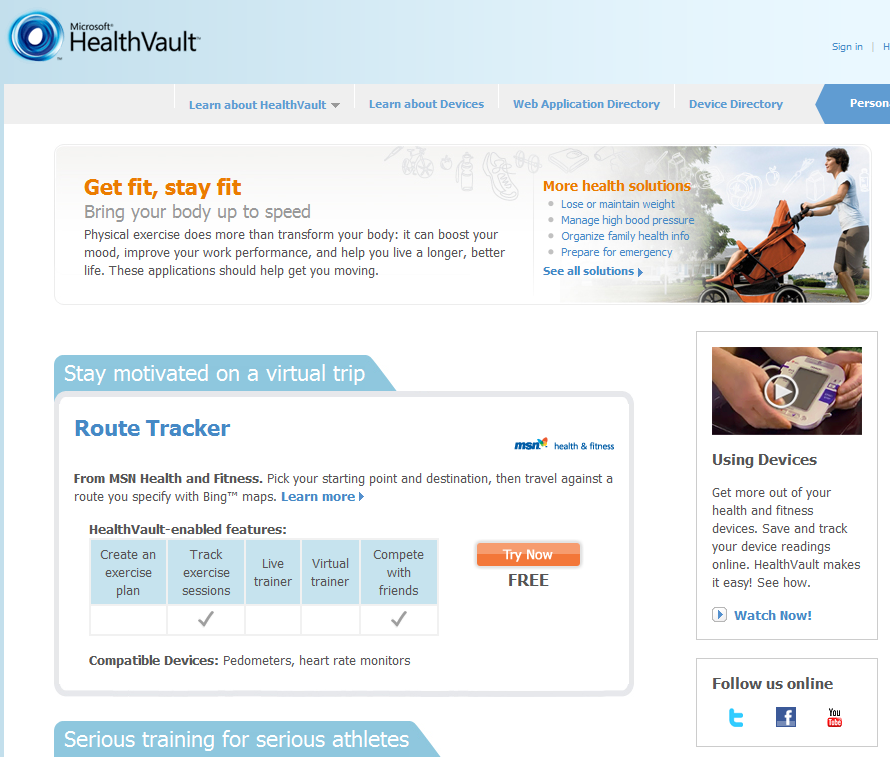 Microsoft®
HealthVault™
Sign in | H
Learn about HealthVault
Learn about Devices
Web Application Directory
Device Directory
Persona
Get fit, stay fit
Bring your body up to speed
Physical exercise does more than transform your body: it can boost your
mood, improve your work performance, and help you live a longer, better
life. These applications should help get you moving.
More health solutions
Lose or maintain weight
Manage high bood pressure
Organize family health info
Prepare for emergency
See all solutions
Stay motivated on a virtual trip
Route Tracker
msn health & fitness
From MSN Health and Fitness. Pick your starting point and destination, then travel against a
route you specify with Bing™ maps. Learn more
HealthVault-enabled features:
Create an
exercise
plan
Track
exercise
sessions
Live
trainer
Virtual
trainer
Compete
with
friends
Try Now
FREE
Compatible Devices: Pedometers, heart rate monitors
Serious training for serious athletes
Using Devices
Get more out of your
health and fitness
devices. Save and track
your device readings
online. HealthVault makes
it easy! See how.
Watch Now!
Follow us online
You
Tube